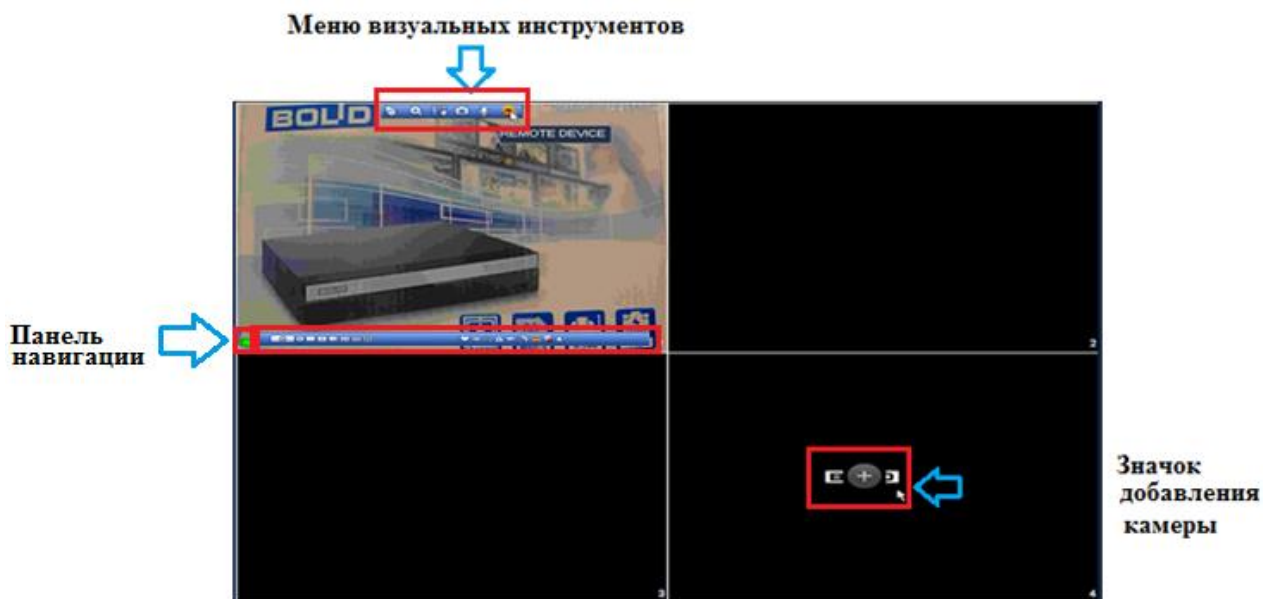 Меню визуальных инструментов
BOLID
REMOTE DEVICE
Панель
навигации
2
Значок
добавления
камеры
3
4